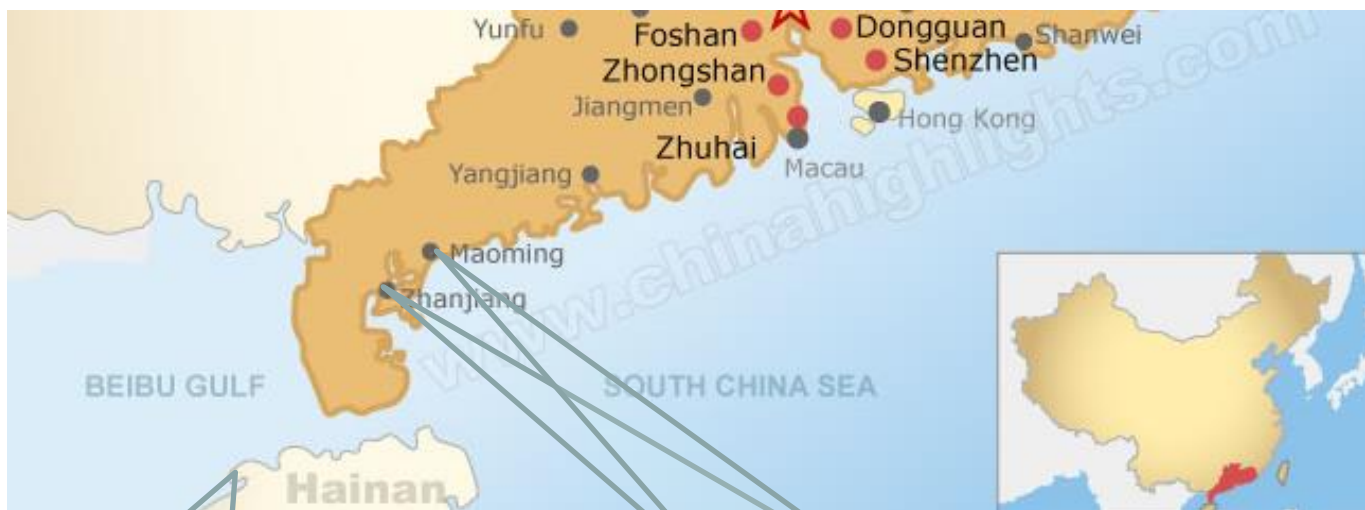 Yunfu
Foshan
Dongguan
Shanwei
Zhongshan
Shenzhen
Jiangmen
Hong Kong
Zhuhai
Macau
Yangjiang
Maoming
Zhanjiang
BEIBU GULF
SOUTH CHINA SEA
Hainan
www.chinahighlights.com